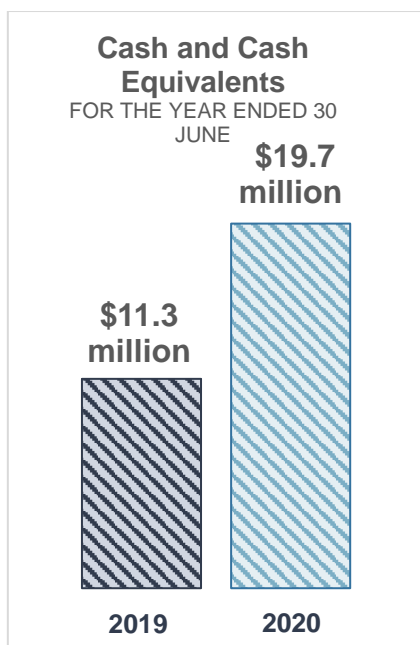 Cash and Cash
Equivalents
FOR THE YEAR ENDED 30
JUNE
$19.7
million
$11.3
million
2019
2020